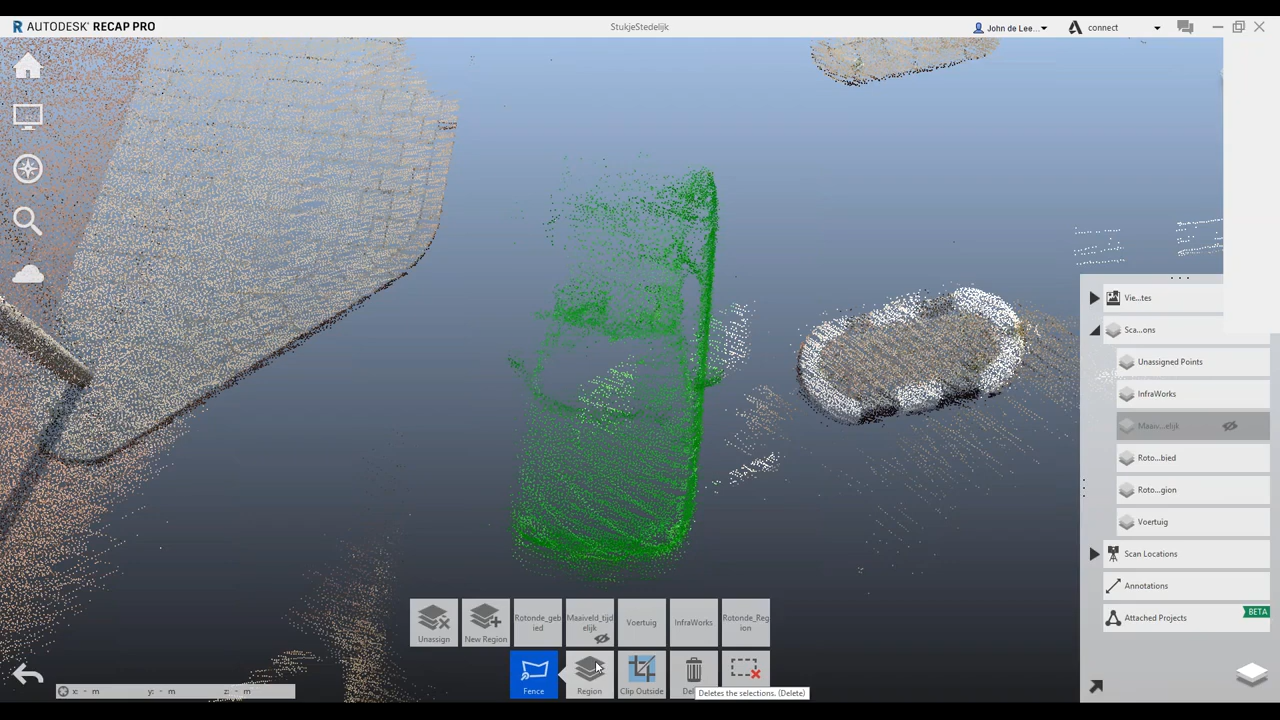 R AUTODESK® RECAP PRO
StukjeStedelijk
John de Lee...
connect
Vie...tes
Sca...ons
Unassigned Points
InfraWorks
Maaiv...elijk
Roto...bied
Roto...gion
Voertuig
Scan Locations
Annotations
Attached Projects
BETA
Unassign
New Region
Rotonde_geb
ied
Maaiveld_tijd
elijk
Voertuig
InfraWorks
Rotonde_Reg
ion
Fence
Region
Clip Outside
Del
Deletes the selections. (Delete)
x: - m y: - m z: - m